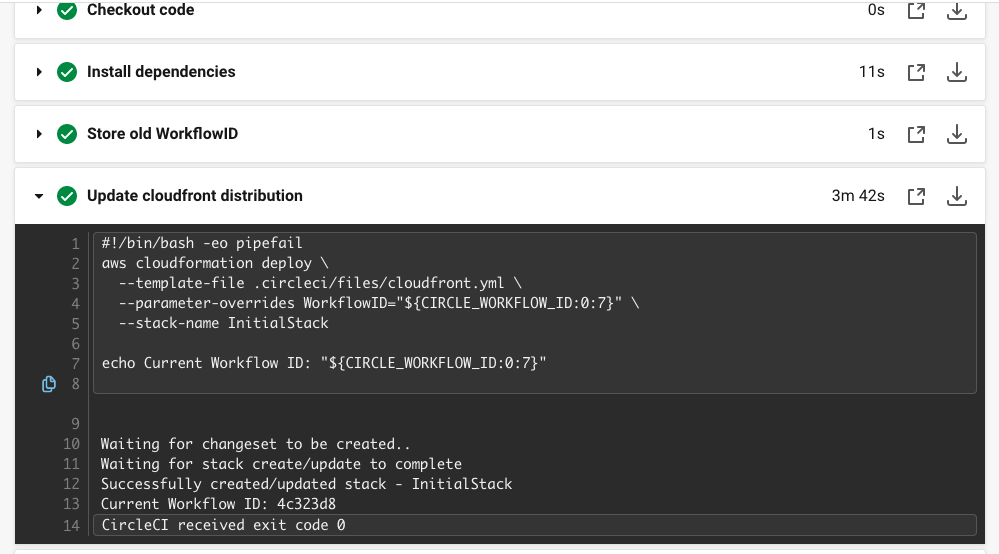 Checkout code 0s
Install dependencies 11s
Store old WorkflowID 1s
Update cloudfront distribution 3m 42s
1 #!/bin/bash -eo pipefail
2 aws cloudformation deploy \
3   --template-file .circleci/files/cloudfront.yml \
4   --parameter-overrides WorkflowID="${CIRCLE_WORKFLOW_ID:0:7}" \
5   --stack-name InitialStack
6
7 echo Current Workflow ID: "${CIRCLE_WORKFLOW_ID:0:7}"
8
9
10 Waiting for changeset to be created..
11 Waiting for stack create/update to complete
12 Successfully created/updated stack - InitialStack
13 Current Workflow ID: 4c323d8
14 CircleCI received exit code 0